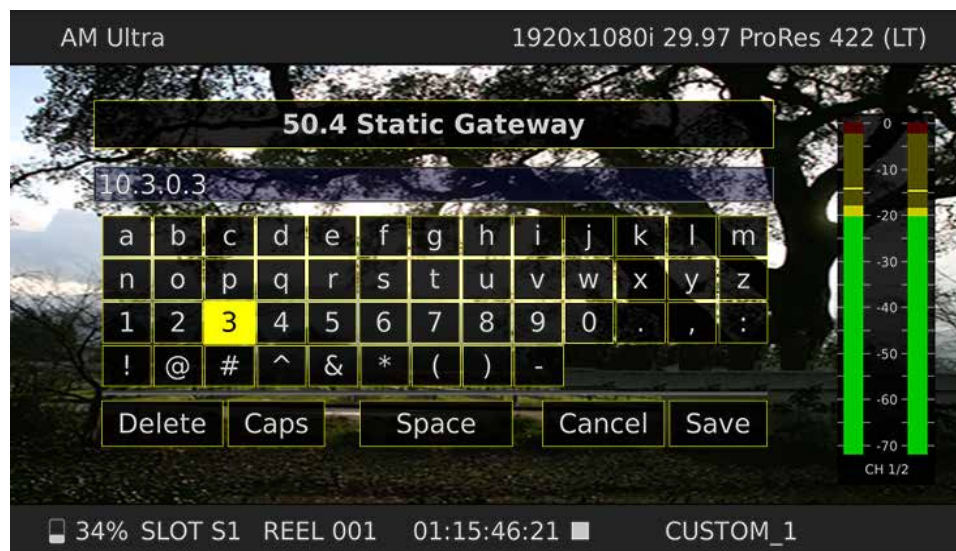 AM Ultra 1920x1080i 29.97 ProRes 422 (LT)
50.4 Static Gateway
10.3.0.3
a b c d e f g h i j k l m
n o p q r s t u v w x y z
1 2 3 4 5 6 7 8 9 0 . , :
! @ # ^ & * ( ) -
Delete Caps Space Cancel Save
0
-10
-20
-30
-40
-50
-60
-70
CH 1/2
34% SLOT S1 REEL 001 01:15:46:21 CUSTOM_1